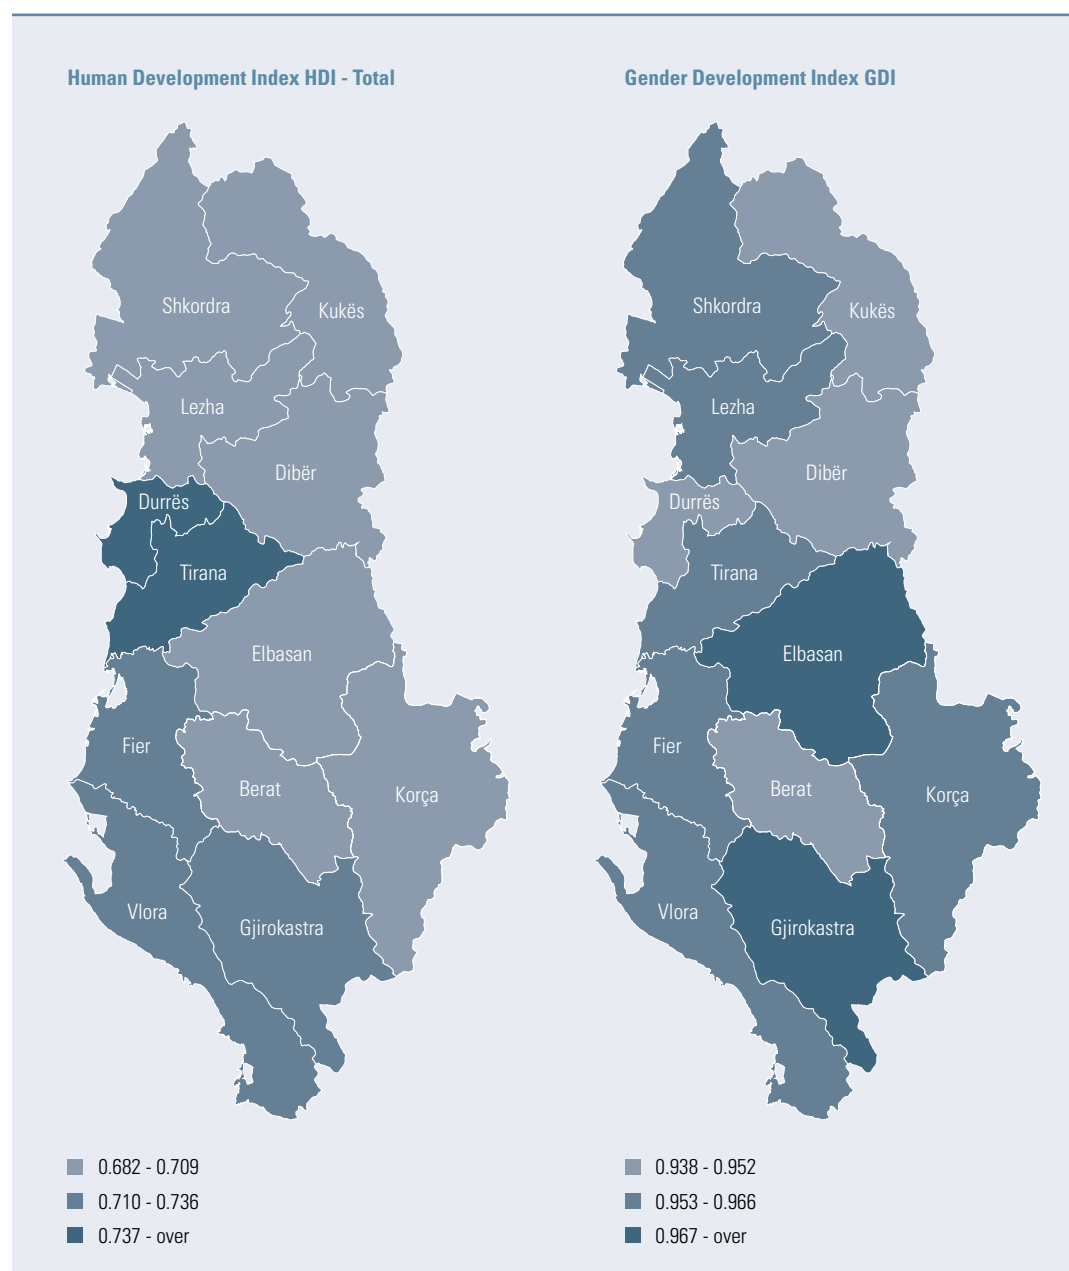 Human Development Index HDI - Total
Shkordra
Kukës
Lezha
Dibër
Durrës
Tirana
Elbasan
Fier
Berat
Korça
Vlora
Gjirokastra
0.682 - 0.709
0.710 - 0.736
0.737 - over
Gender Development Index GDI
Shkordra
Kukës
Lezha
Dibër
Durrës
Tirana
Elbasan
Fier
Berat
Korça
Vlora
Gjirokastra
0.938 - 0.952
0.953 - 0.966
0.967 - over